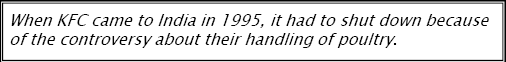 When KFC came to India in 1995, it had to shut down because
of the controversy about their handling of poultry.